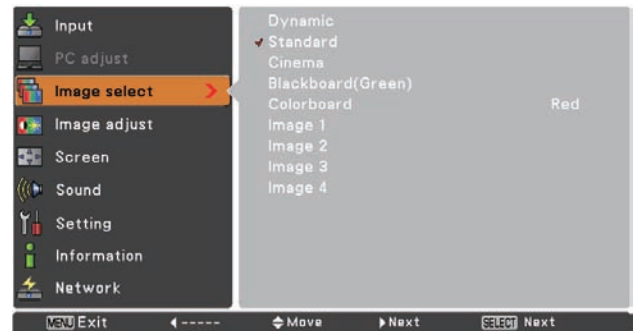 Input
PC adjust
Image select
Image adjust
Screen
Sound
Setting
Information
Network
Dynamic
Standard
Cinema
Blackboard(Green)
Colorboard Red
Image 1
Image 2
Image 3
Image 4
MENU Exit ----- Move Next SELECT Next